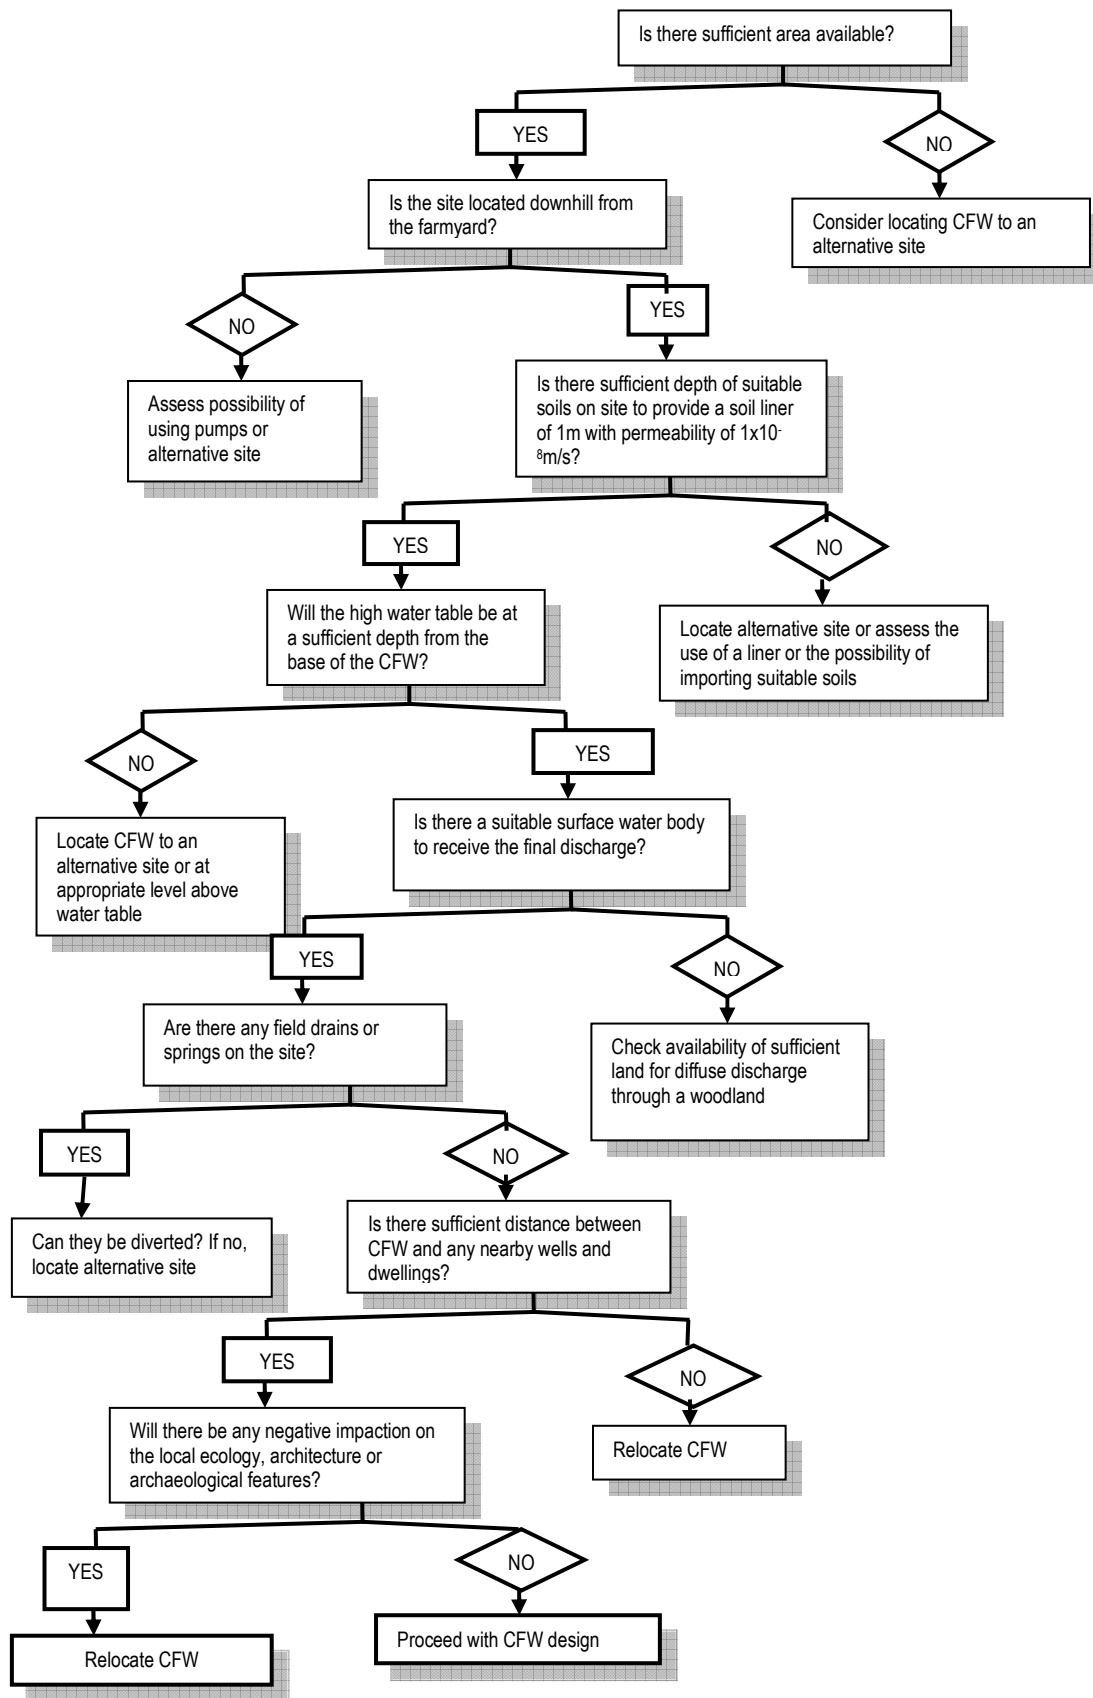 Is there sufficient area available?
YES
NO
Is the site located downhill from
the farmyard?
Consider locating CFW to an
alternative site
NO
YES
Assess possibility of
using pumps or
alternative site
Is there sufficient depth of suitable
soils on site to provide a soil liner
of 1m with permeability of 1x10-
8m/s?
YES
NO
Will the high water table be at
a sufficient depth from the
base of the CFW?
Locate alternative site or assess the
use of a liner or the possibility of
importing suitable soils
NO
YES
Locate CFW to an
alternative site or at
appropriate level above
water table
Is there a suitable surface water body
to receive the final discharge?
YES
NO
Are there any field drains or
springs on the site?
Check availability of sufficient
land for diffuse discharge
through a woodland
YES
NO
Can they be diverted? If no,
locate alternative site
Is there sufficient distance between
CFW and any nearby wells and
dwellings?
YES
NO
Will there be any negative impaction on
the local ecology, architecture or
archaeological features?
Relocate CFW
YES
NO
Relocate CFW
Proceed with CFW design